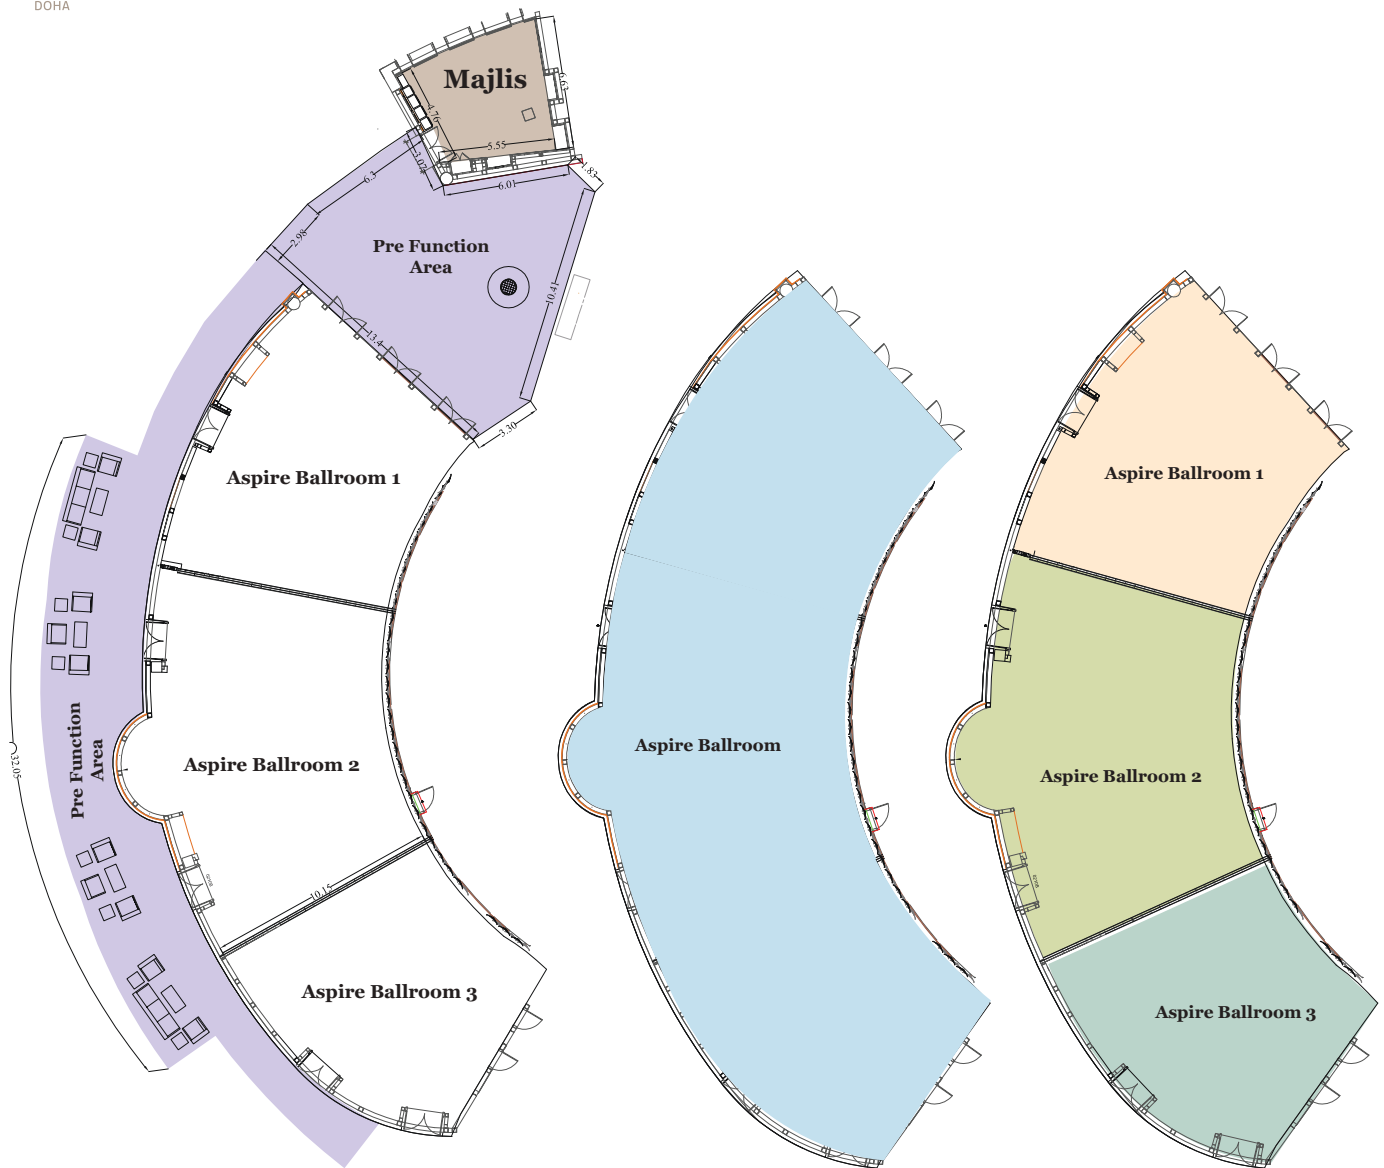 DOHA
Majlis
6.63
4.76
5.55
3.02
6.01
1.83
6.3
2.98
Pre Function
Area
10.41
13.4
3.30
Aspire Ballroom 1
Aspire Ballroom 2
10.15
Aspire Ballroom 3
Pre Function
Area
32.05
Aspire Ballroom
Aspire Ballroom 1
Aspire Ballroom 2
Aspire Ballroom 3